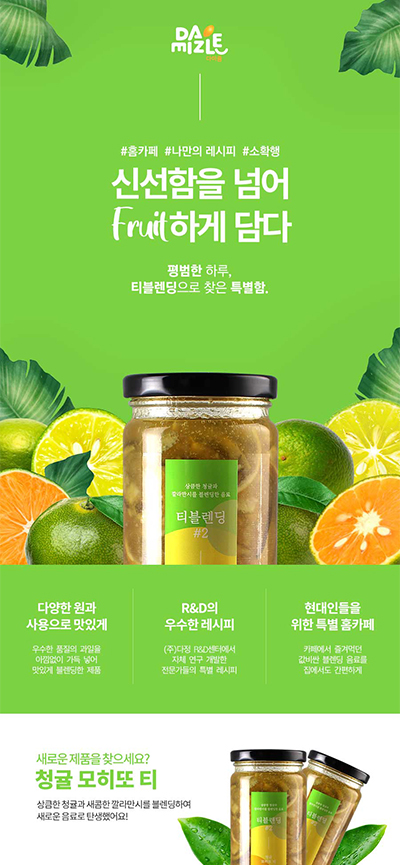 DA
MIZLE
#홈카페 #나만의 레시피 #소확행
신선함을 넘어
Fruit하게 담다
평범한 하루,
티블렌딩으로 찾은 특별함.
상큼한 청귤과
깔라만시를 블렌딩한 음료
티블렌딩
#2
다양한 원과
사용으로 맛있게
우수한 품질의 과일을
아낌없이 가득 넣어
맛있게 블렌딩한 제품
R&D의
우수한 레시피
(주)다정 R&D센터에서
자체 연구 개발한
전문가들의 특별 레시피
현대인들을
위한 특별 홈카페
카페에서 즐겨왔던
값비싼 블렌딩 음료를
집에서도 간편하게
새로운 제품을 찾으세요?
청귤 모히또 티
상큼한 청귤과 새콤한 깔라만시를 블렌딩하여
새로운 음료로 탄생했어요!
티블렌딩
#2